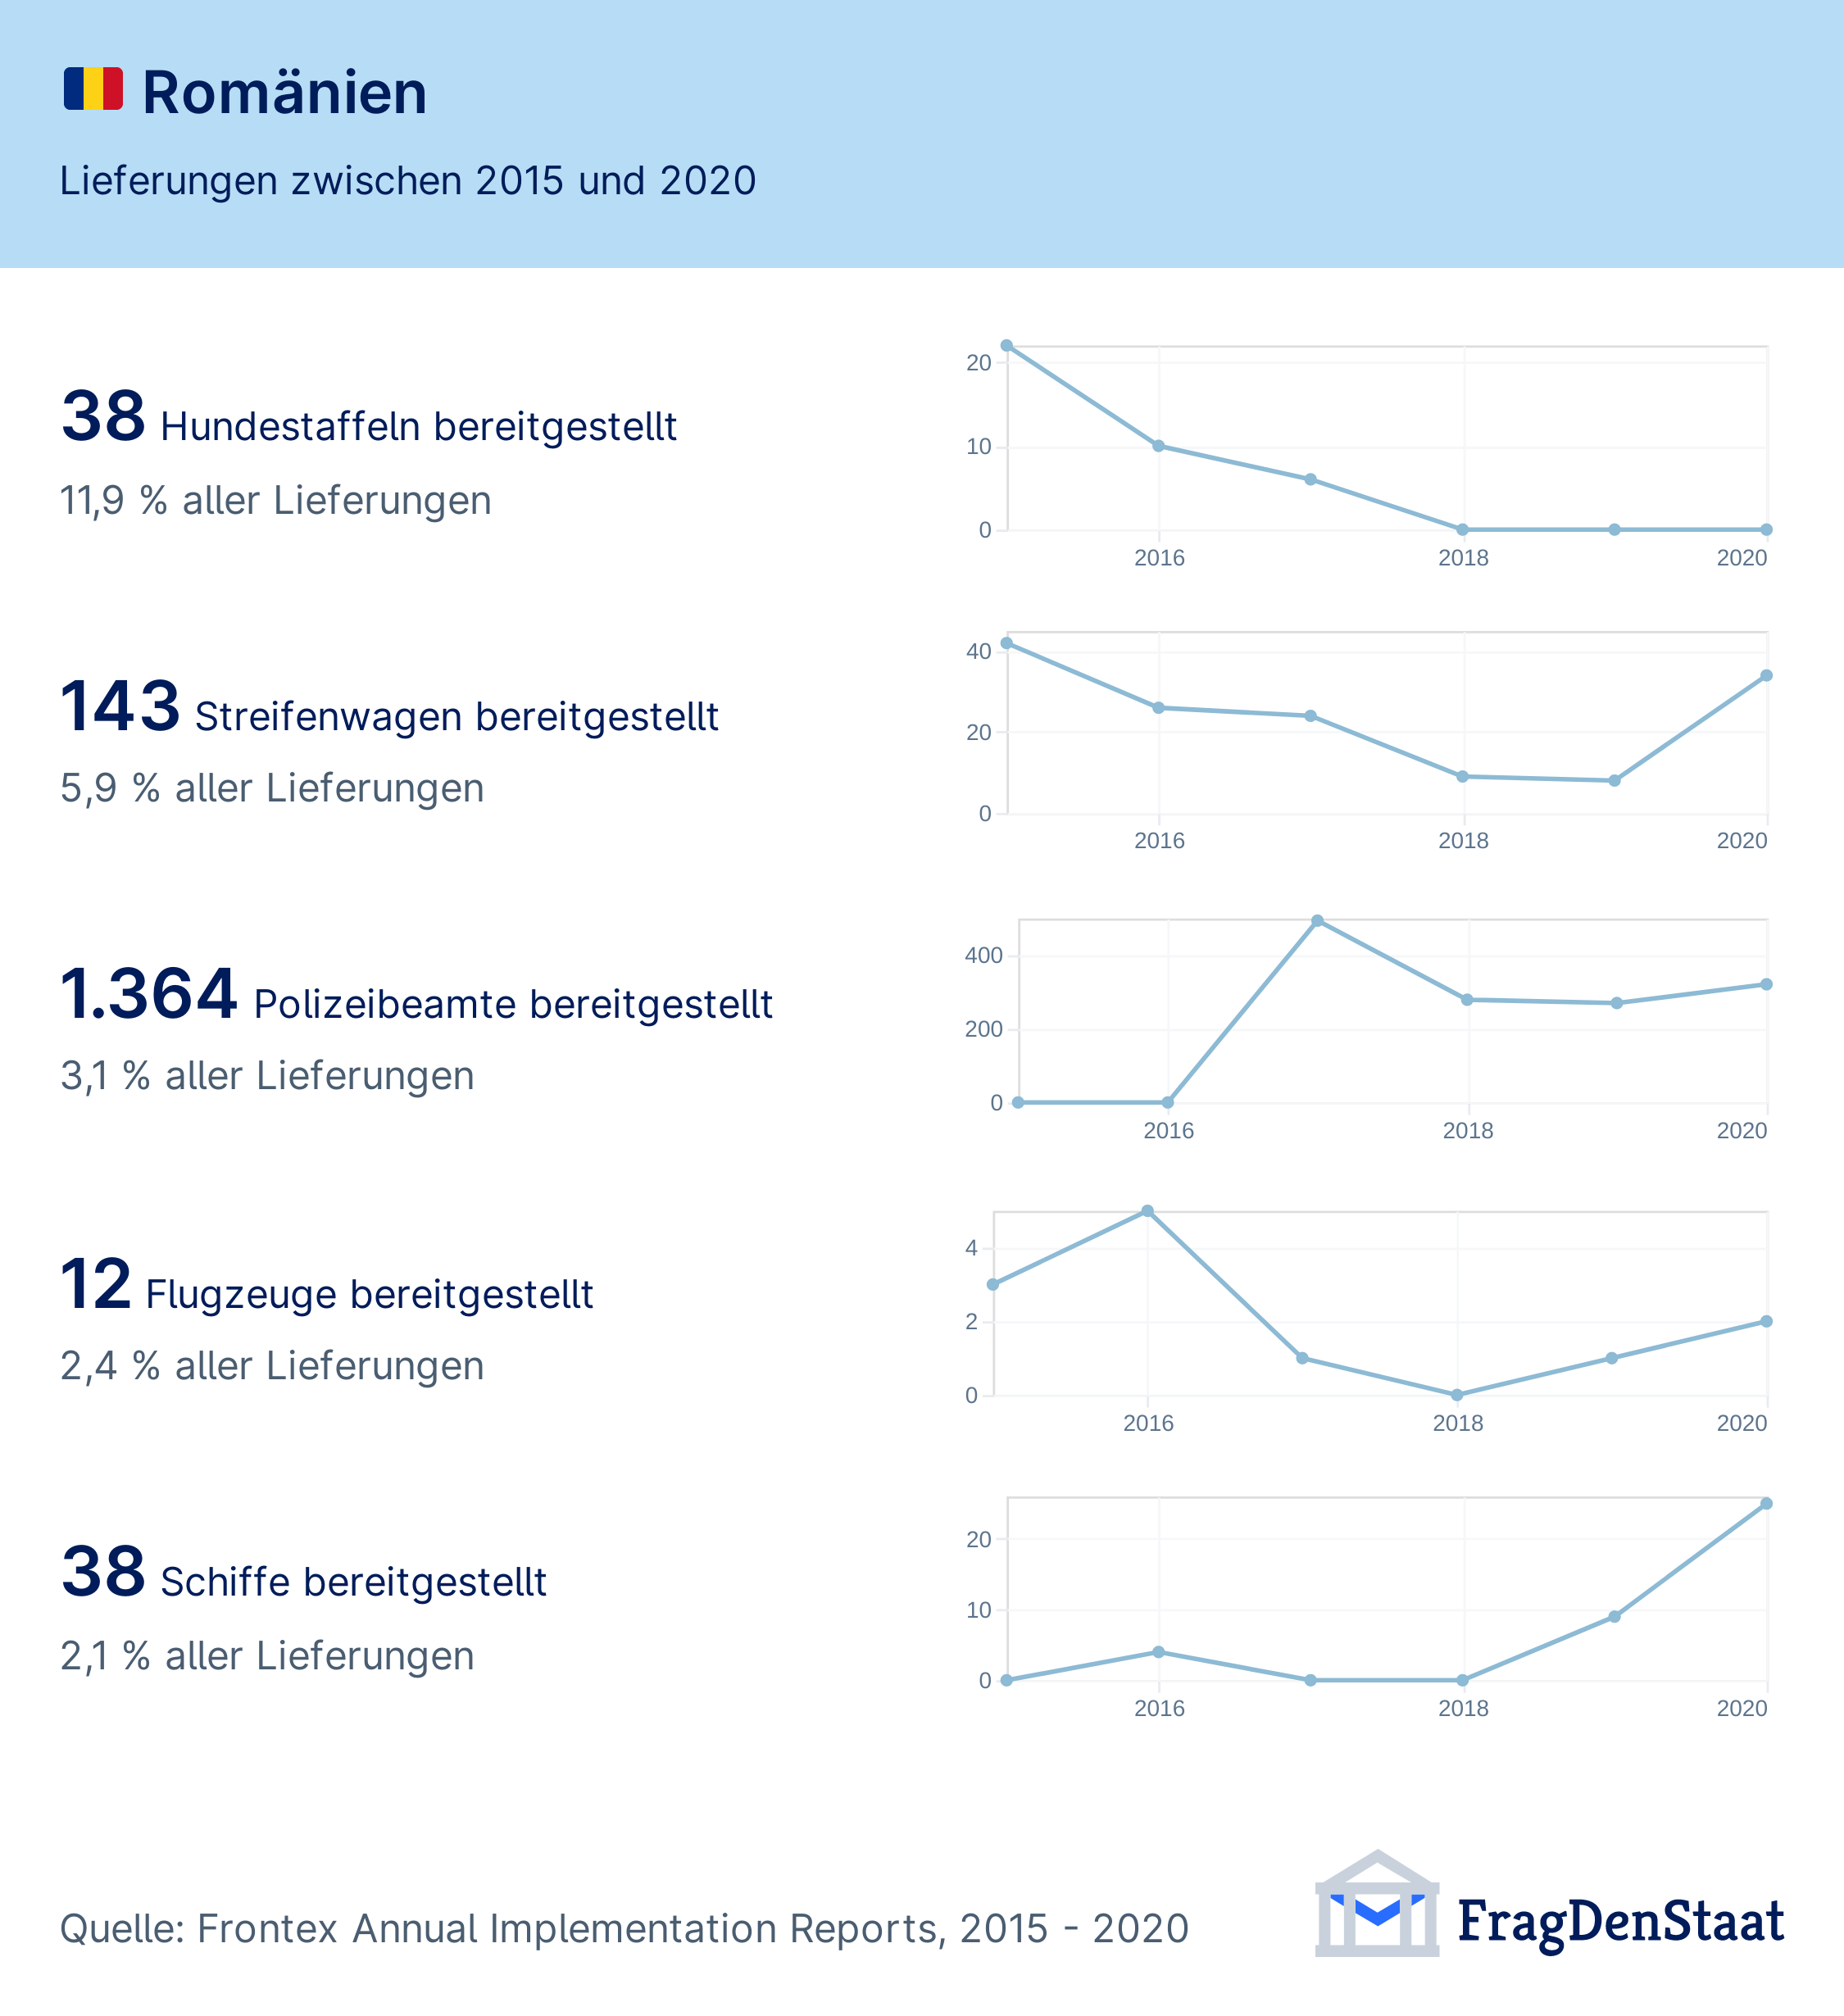 Romänien
Lieferungen zwischen 2015 und 2020
38 Hundestaffeln bereitgestellt
11,9 % aller Lieferungen
20
10
0
2016 2018 2020
143 Streifenwagen bereitgestellt
5,9 % aller Lieferungen
40
20
0
2016 2018 2020
1.364 Polizeibeamte bereitgestellt
3,1 % aller Lieferungen
400
200
0
2016 2018 2020
12 Flugzeuge bereitgestellt
2,4 % aller Lieferungen
4
2
0
2016 2018 2020
38 Schiffe bereitgestellt
2,1 % aller Lieferungen
20
10
0
2016 2018 2020
Quelle: Frontex Annual Implementation Reports, 2015 - 2020
FragDenStaat